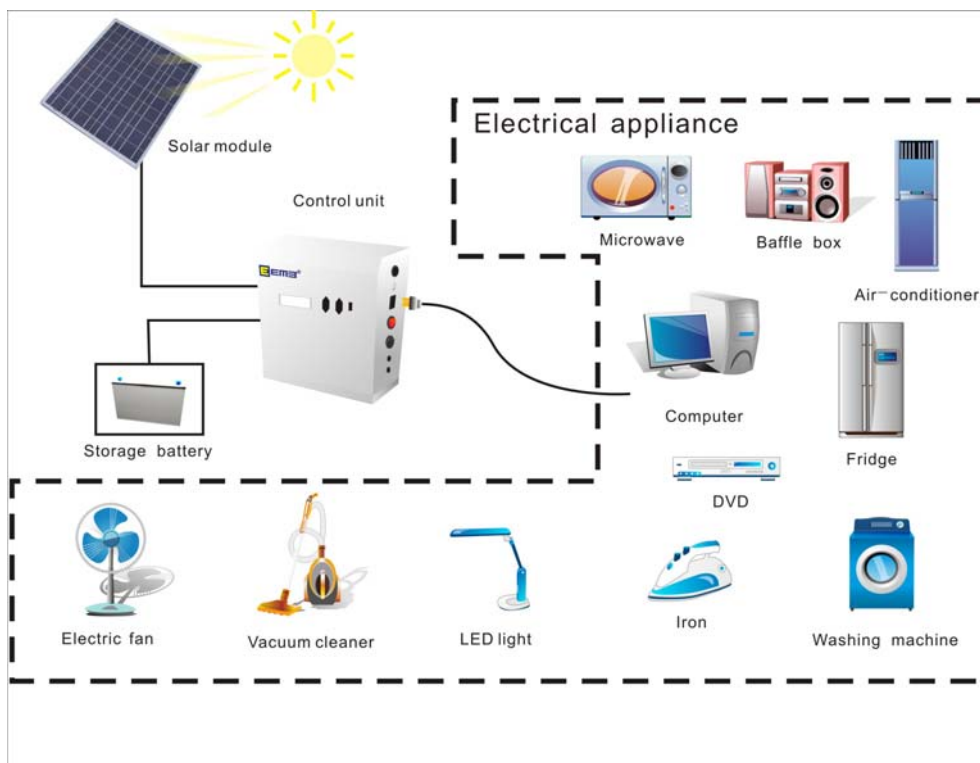 Solar module
Electrical appliance
Control unit
EEMB®
Microwave
Baffle box
Air-conditioner
Storage battery
Computer
Fridge
DVD
Electric fan
Vacuum cleaner
LED light
Iron
Washing machine